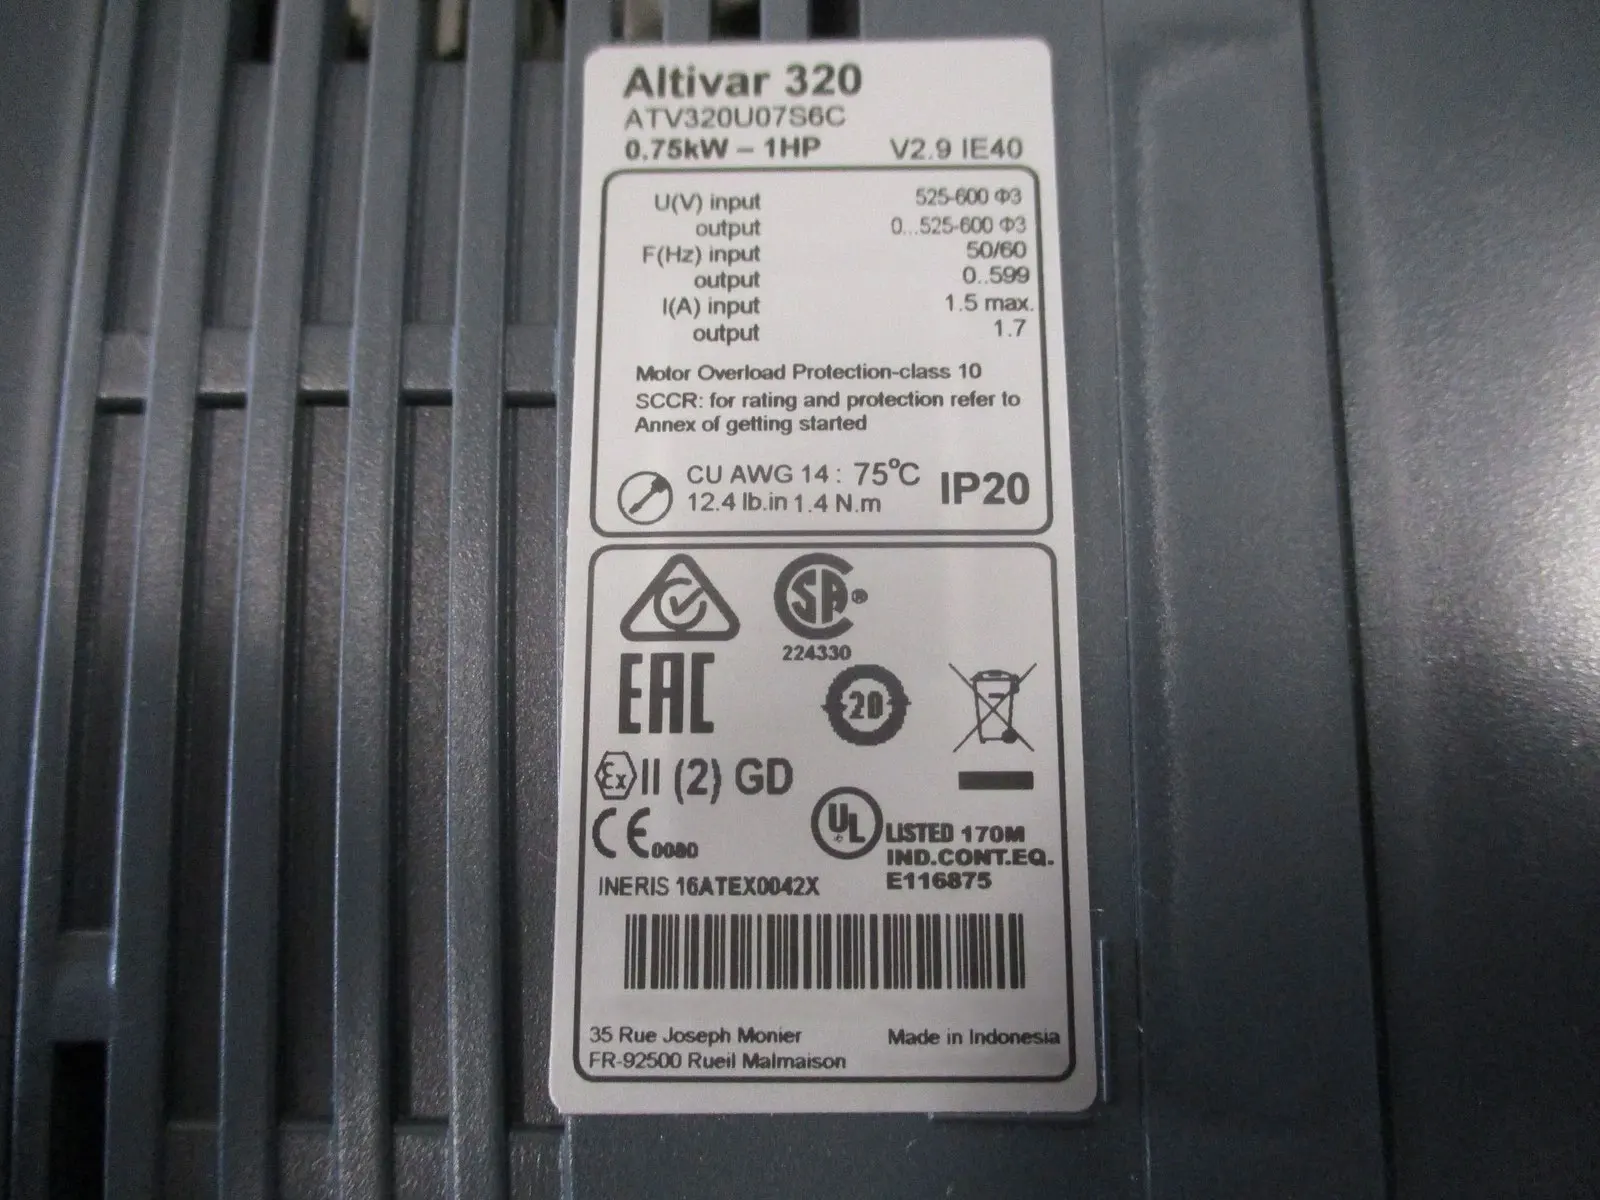 Altivar 320
ATV320U07S6C
0.75kW – 1HP V2.9 IE40
U(V) input 525-600 Φ3
output 0...525-600 Φ3
F(Hz) input 50/60
output 0..599
I(A) input 1.5 max.
output 1.7
Motor Overload Protection-class 10
SCCR: for rating and protection refer to
Annex of getting started
CU AWG 14 : 75°C
12.4 lb.in 1.4 N.m IP20
SA®
224330
EAC
20
Ex II (2) GD
CE 0080
UL LISTED 170M
IND.CONT.EQ.
E116875
INERIS 16ATEX0042X
35 Rue Joseph Monier Made in Indonesia
FR-92500 Rueil Malmaison